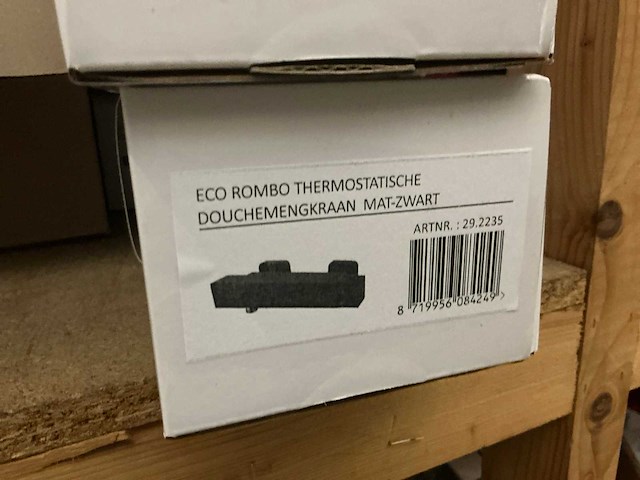 ECO ROMBO THERMOSTATISCHE
DOUCHEMENGKRAAN MAT-ZWART
ARTNR. : 29.2235
8 719956 084249 >